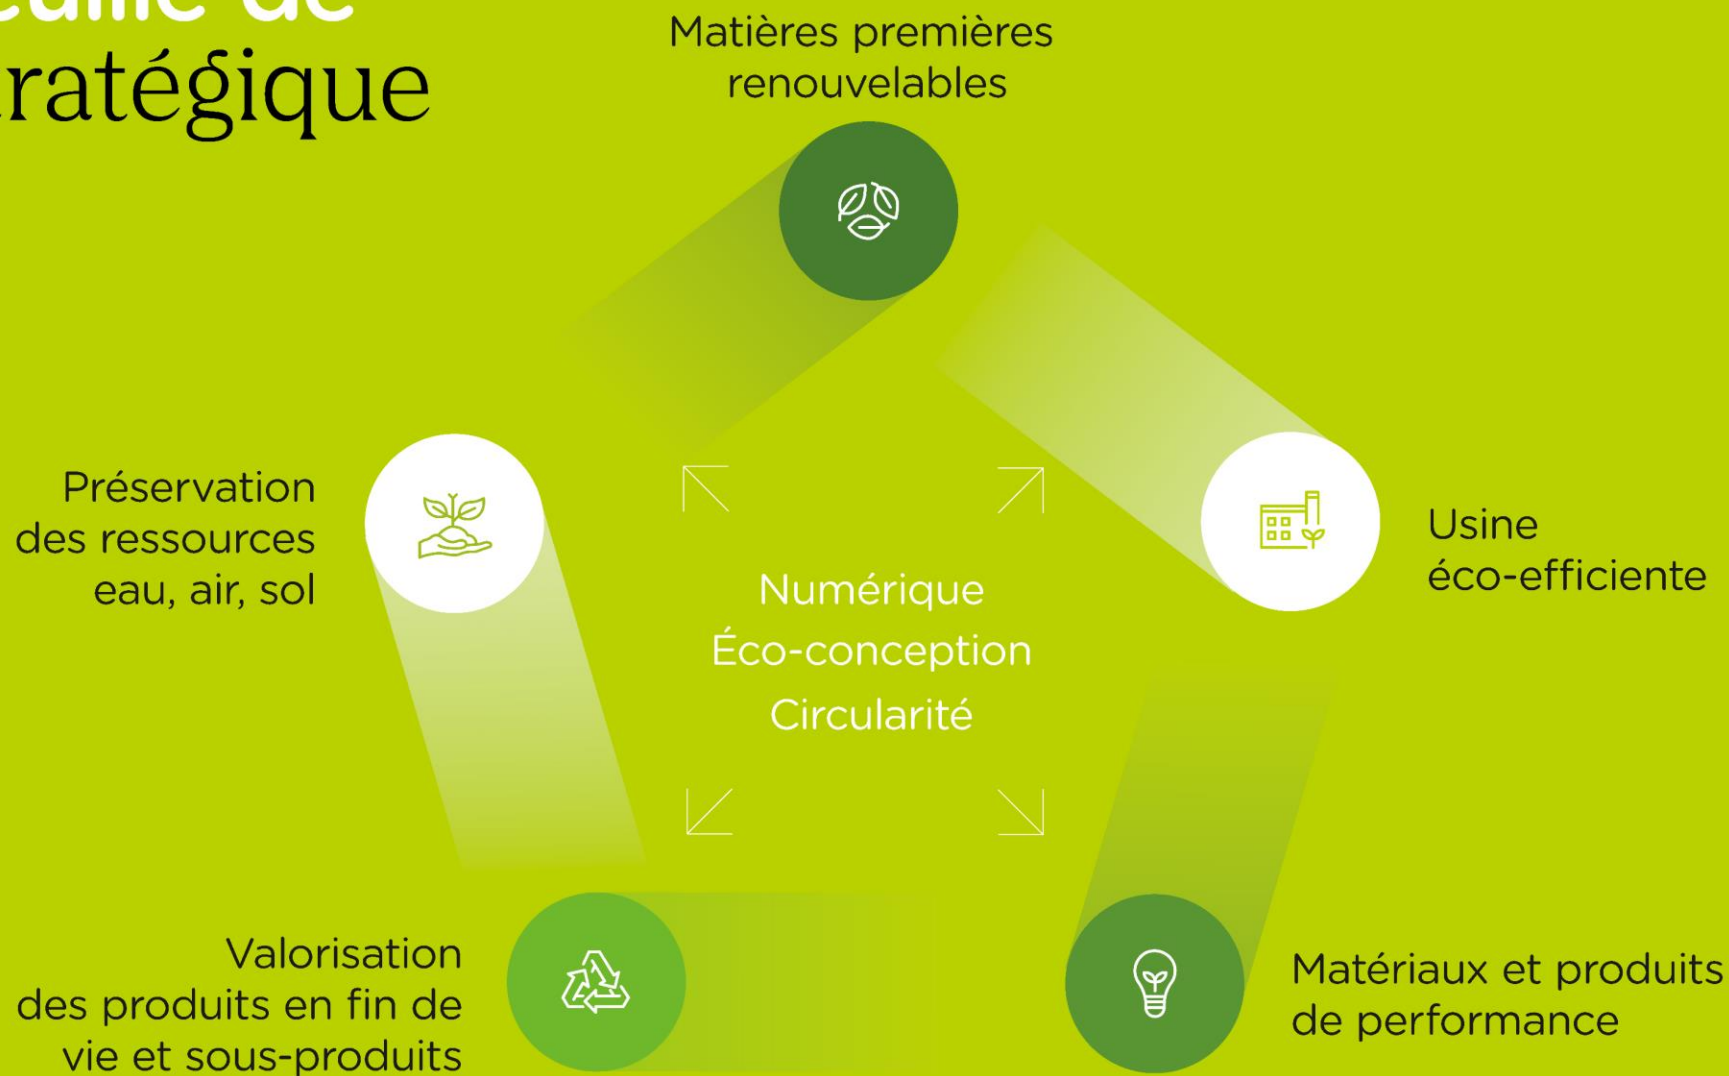 stratégique
Matières premières
renouvelables
Préservation
des ressources
eau, air, sol
Usine
éco-efficiente
Numérique
Éco-conception
Circularité
Valorisation
des produits en fin de
vie et sous-produits
Matériaux et produits
de performance